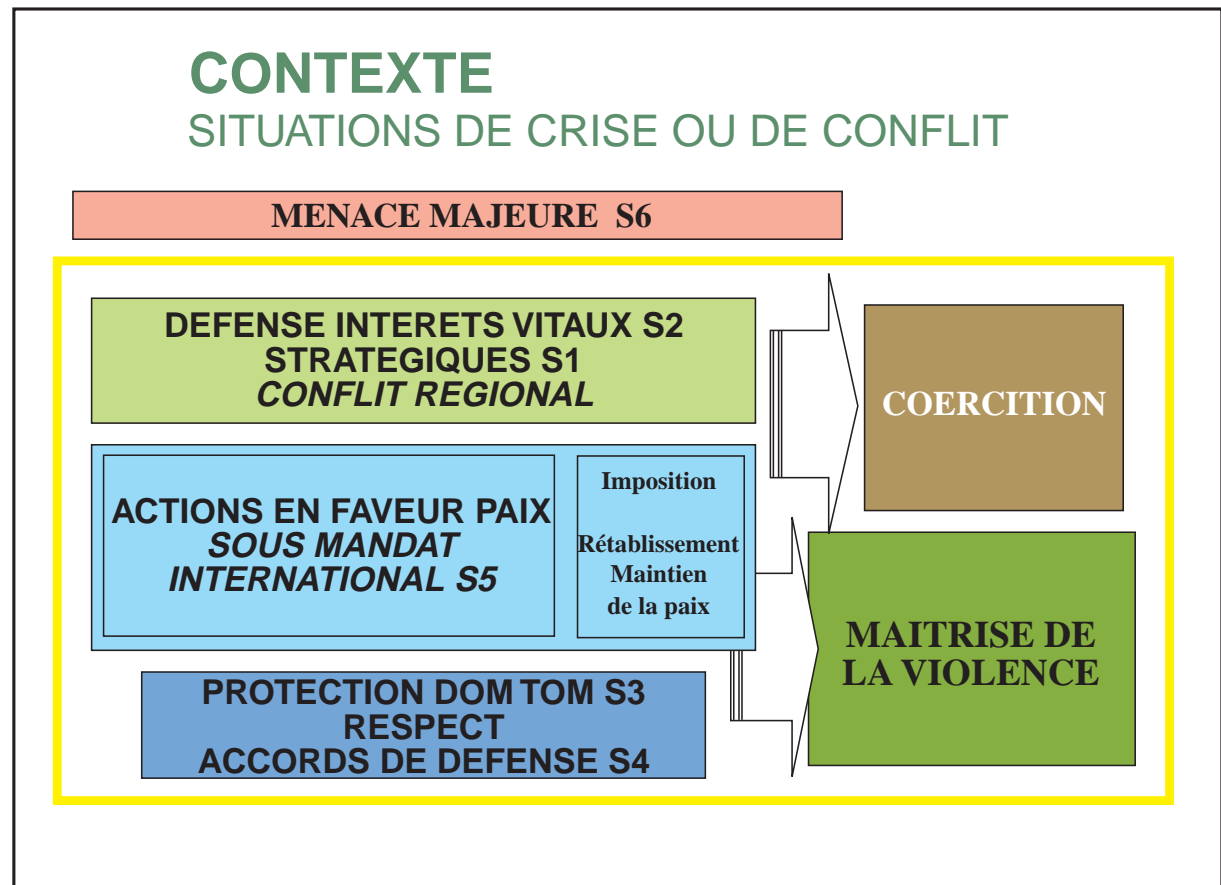 CONTEXTE
SITUATIONS DE CRISE OU DE CONFLIT
MENACE MAJEURE S6
DEFENSE INTERETS VITAUX S2
STRATEGIQUES S1
CONFLIT REGIONAL
COERCITION
ACTIONS EN FAVEUR PAIX
SOUS MANDAT
INTERNATIONAL S5
Imposition
Rétablissement
Maintien
de la paix
MAITRISE DE
LA VIOLENCE
PROTECTION DOM TOM S3
RESPECT
ACCORDS DE DEFENSE S4